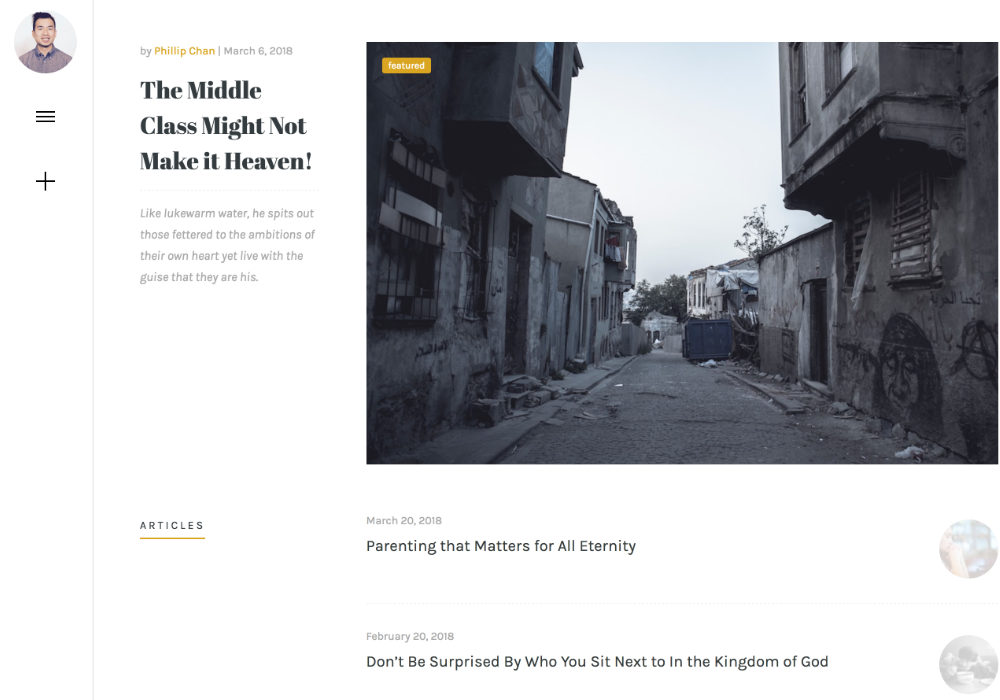 by Phillip Chan | March 6, 2018
The Middle
Class Might Not
Make it Heaven!
Like lukewarm water, he spits out
those fettered to the ambitions of
their own heart yet live with the
guise that they are his.
featured
ARTICLES
March 20, 2018
Parenting that Matters for All Eternity
February 20, 2018
Don’t Be Surprised By Who You Sit Next to In the Kingdom of God